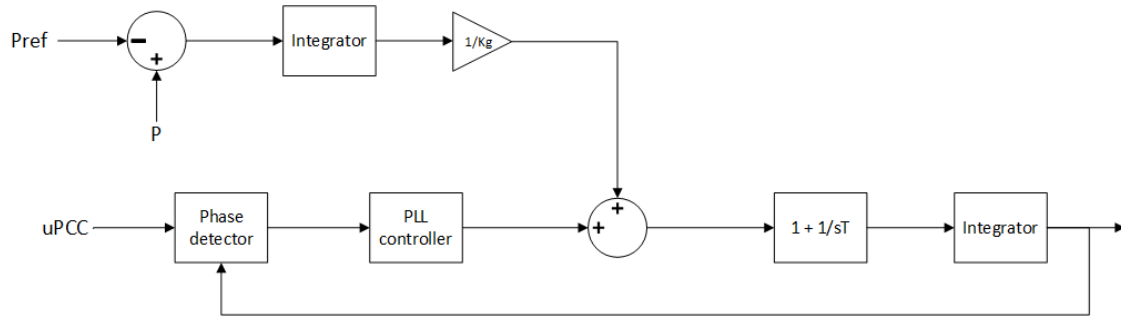 Pref
−
+
Integrator
1/Kg
P
uPCC
Phase
detector
PLL
controller
+
+
1 + 1/sT
Integrator